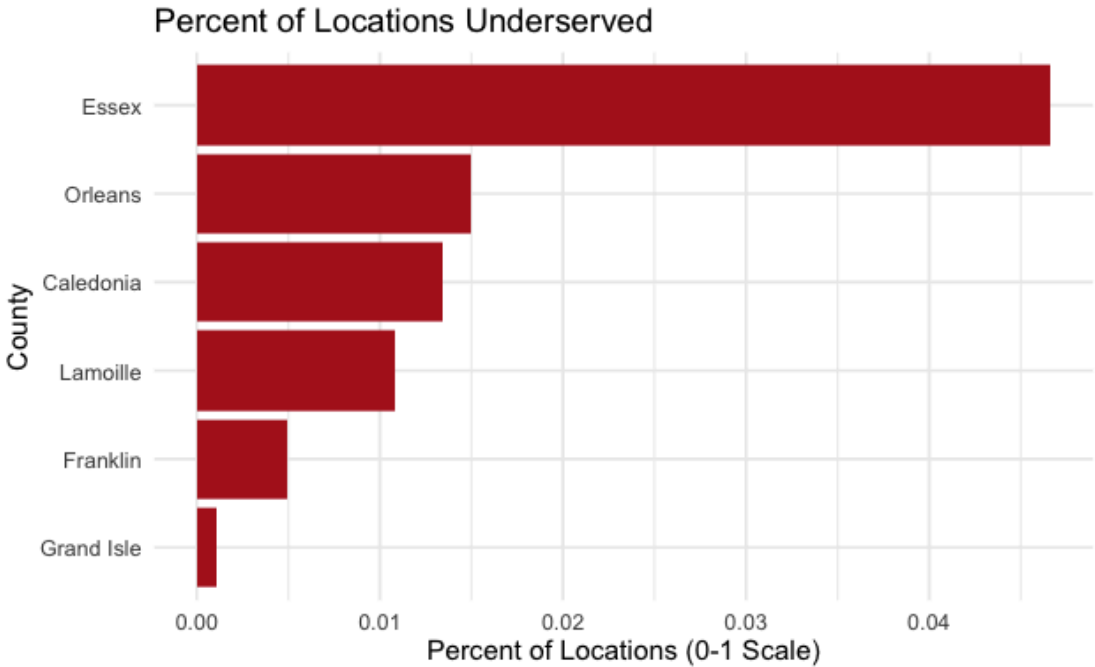 Percent of Locations Underserved
County
Essex
Orleans
Caledonia
Lamoille
Franklin
Grand Isle
0.00 0.01 0.02 0.03 0.04
Percent of Locations (0-1 Scale)